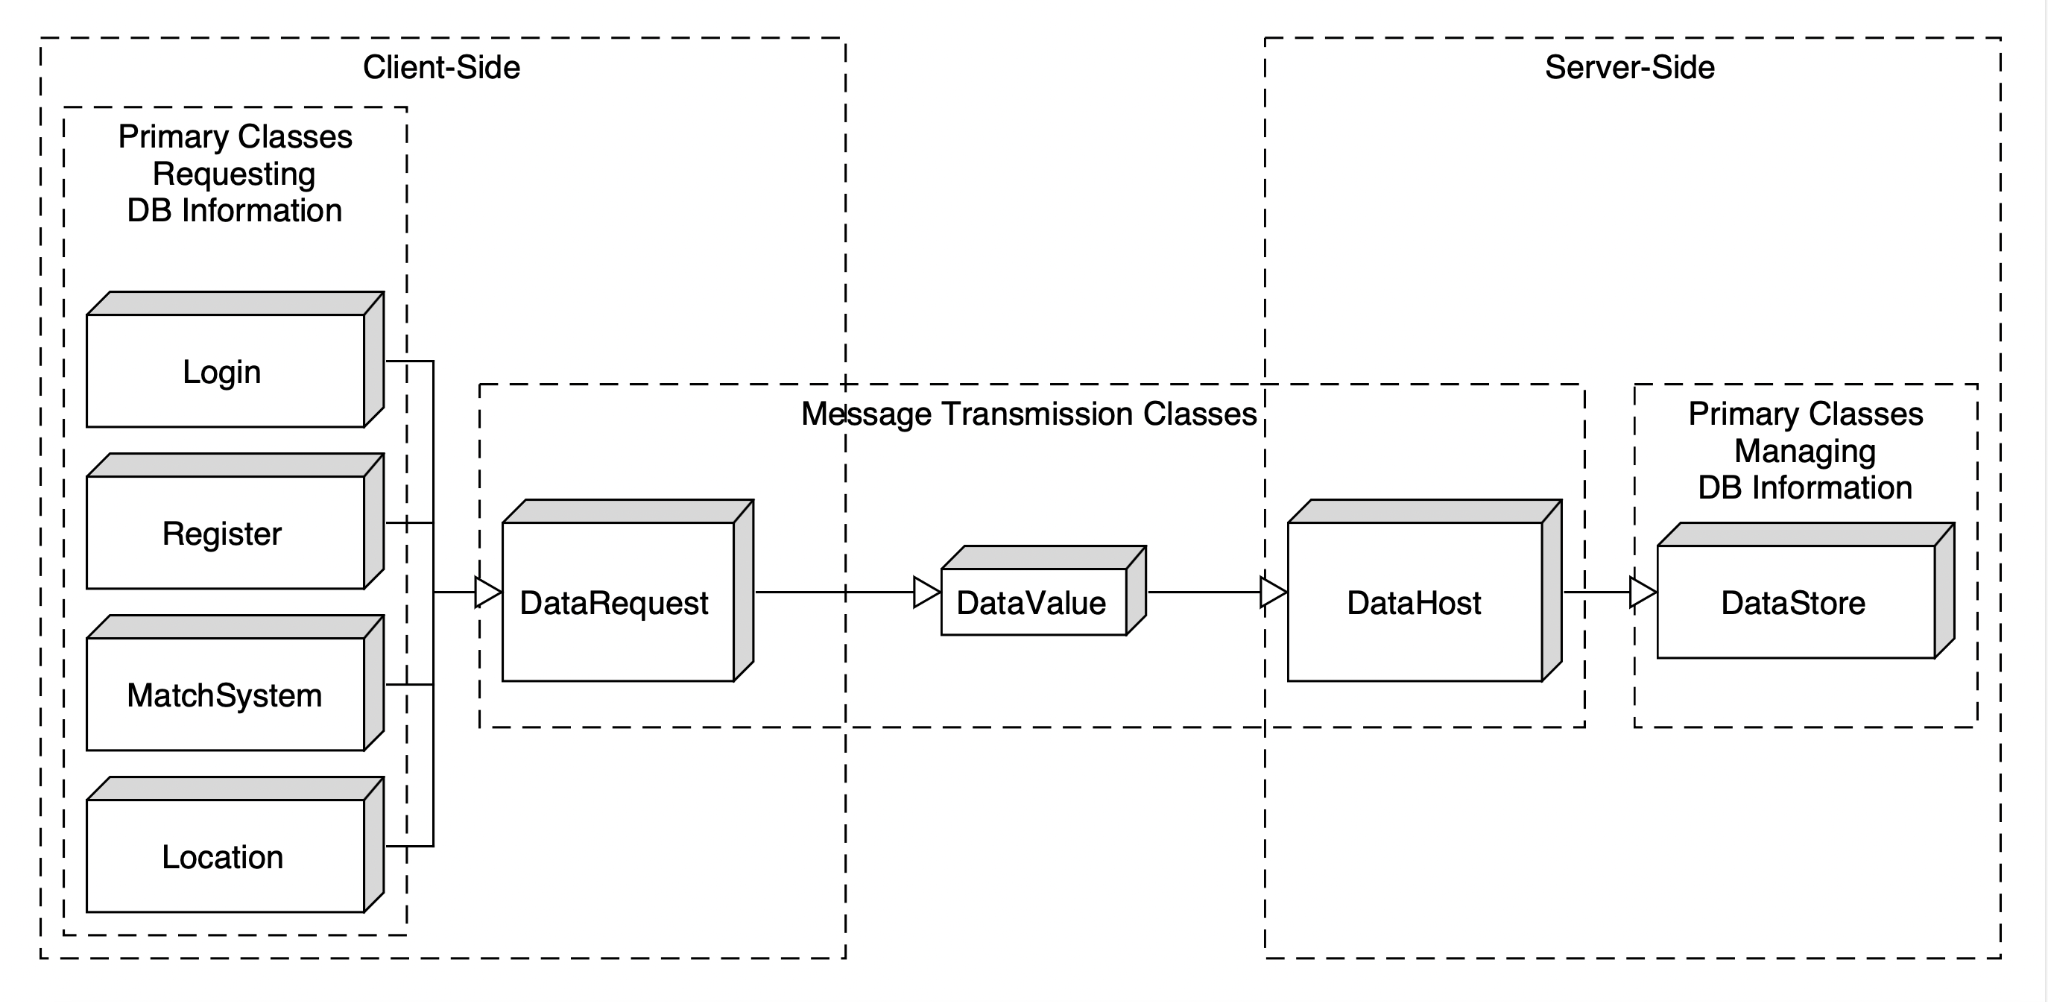 Client-Side
Server-Side
Primary Classes
Requesting
DB Information
Login
Register
MatchSystem
Location
Message Transmission Classes
DataRequest
DataValue
DataHost
Primary Classes
Managing
DB Information
DataStore